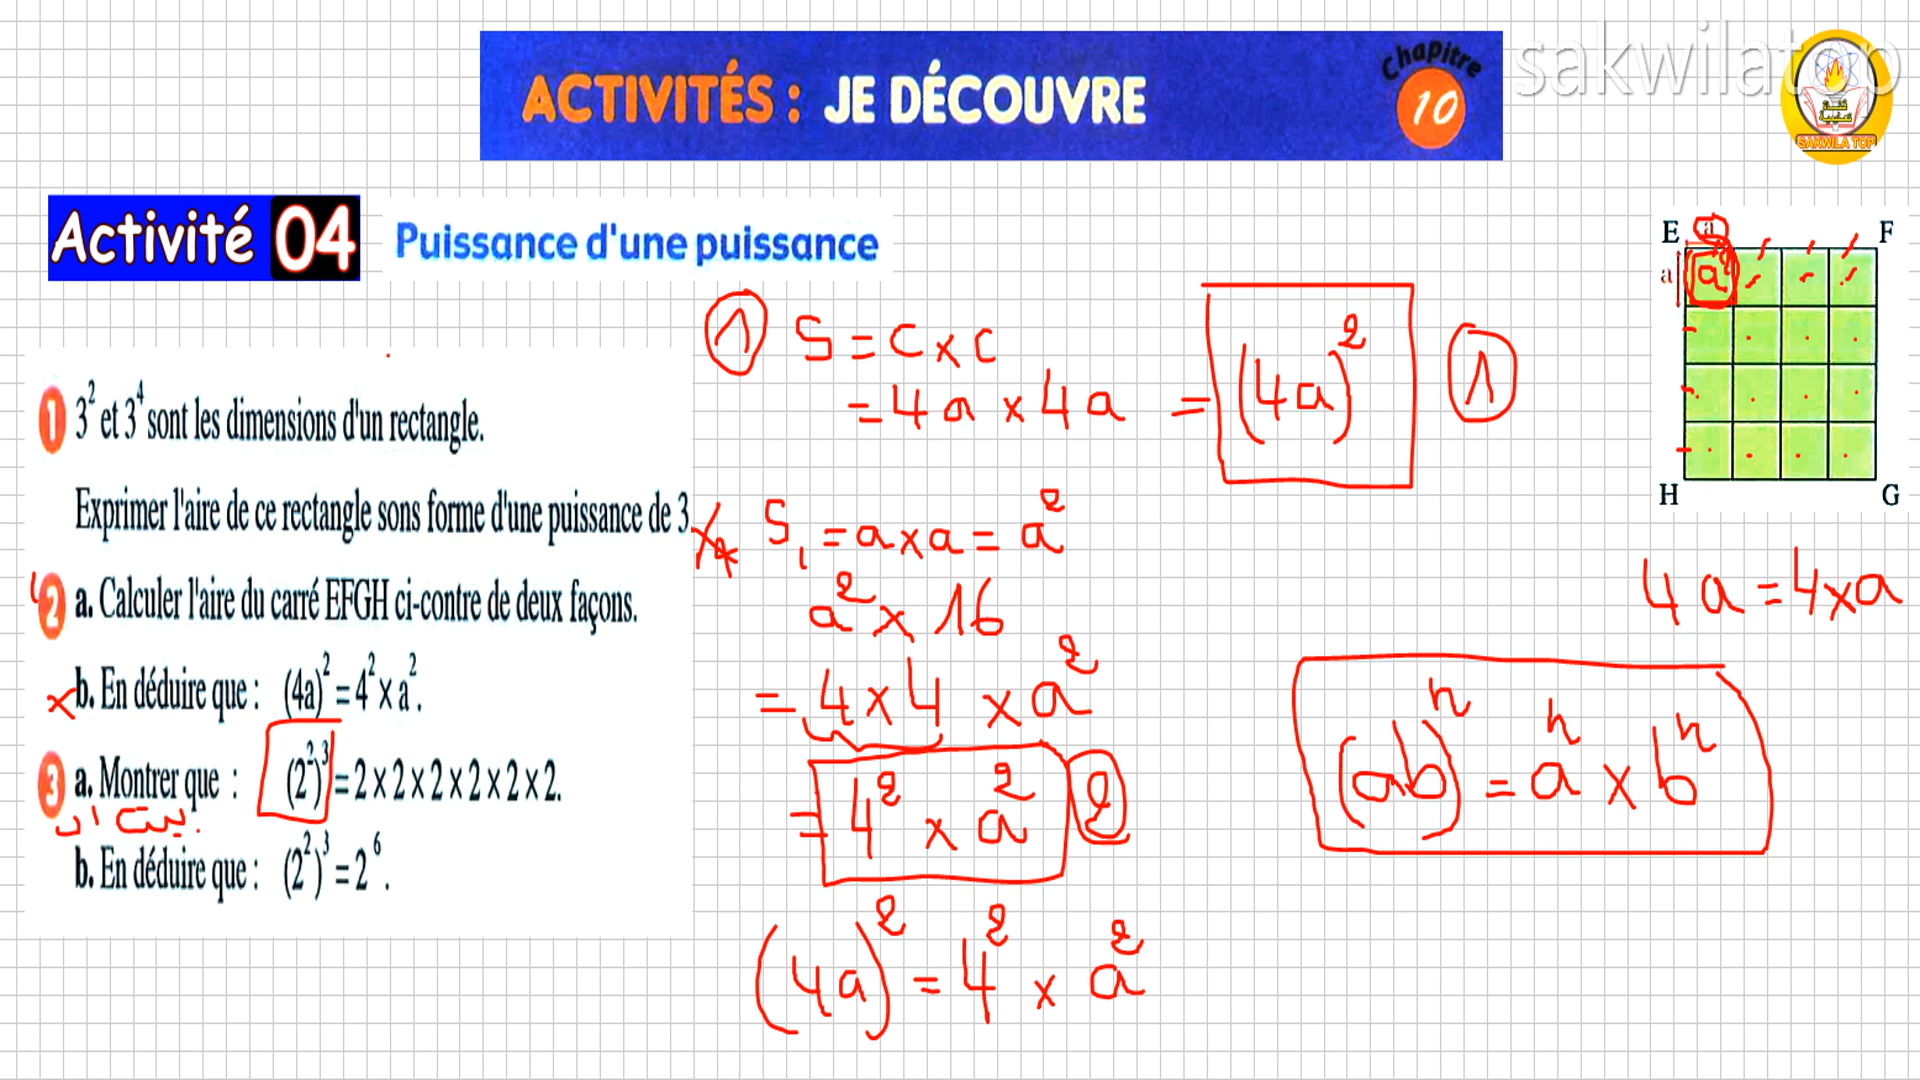 sakwilatop
ACTIVITÉS : JE DÉCOUVRE
Chapitre
10
SAKWILA TOP
Activité 04
Puissance d'une puissance
1 3² et 3⁴ sont les dimensions d'un rectangle.
Exprimer l'aire de ce rectangle sons forme d'une puissance de 3
2 a. Calculer l'aire du carré EFGH ci-contre de deux façons.
b. En déduire que : (4a)² = 4² × a².
3 a. Montrer que : (2²)³ = 2 × 2 × 2 × 2 × 2 × 2.
b. En déduire que : (2²)³ = 2⁶.
1 S = C × C
= 4a × 4a = (4a)² 1
S₁ = a × a = a²
a² × 16
= 4 × 4 × a²
= 4² × a² 2
(4a)² = 4² × a²
E a F
a a²
H G
4a = 4 × a
(ab)ⁿ = aⁿ × bⁿ